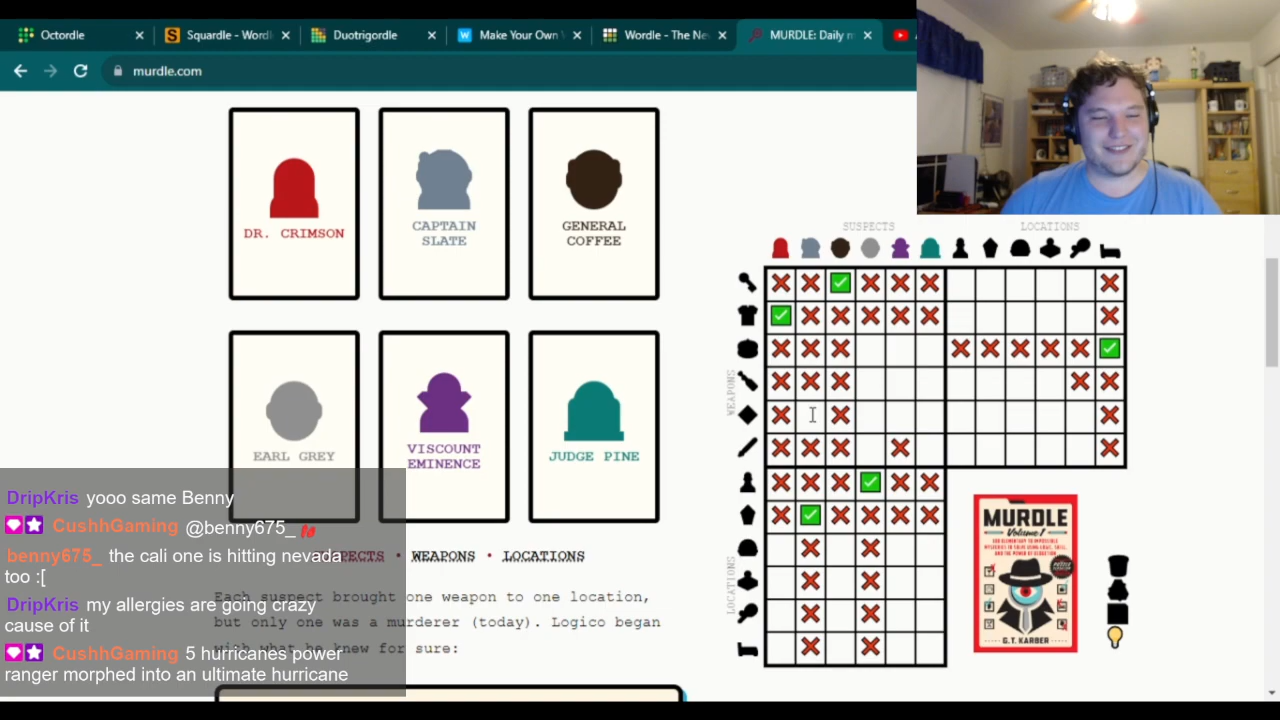 Octordle
Squardle - Wordl
Duotrigordle
Make Your Own
Wordle - The Ne
MURDLE: Daily m
murdle.com
DR. CRIMSON
CAPTAIN
SLATE
GENERAL
COFFEE
EARL GREY
VISCOUNT
EMINENCE
JUDGE PINE
• WEAPONS • LOCATIONS
Each suspect brought one weapon to one location,
but only one was a murderer (today). Logico began
with what he knew for sure:
DripKris yooo same Benny
CushhGaming @benny675_
benny675_ the cali one is hitting nevada
too :[
DripKris my allergies are going crazy
cause of it
CushhGaming 5 hurricanes power
ranger morphed into an ultimate hurricane
SUSPECTS
LOCATIONS
WEAPONS
LOCATIONS
MURDLE
Volume 1
G.T. KARBER